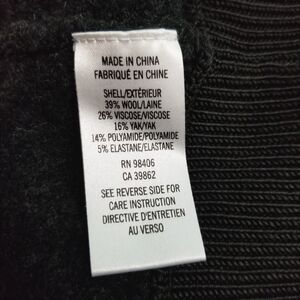 MADE IN CHINA
FABRIQUÉ EN CHINE
SHELL/EXTÉRIEUR
39% WOOL/LAINE
26% VISCOSE/VISCOSE
16% YAK/YAK
14% POLYAMIDE/POLYAMIDE
5% ELASTANE/ELASTANE
RN 98406
CA 39862
SEE REVERSE SIDE FOR
CARE INSTRUCTION
DIRECTIVE D'ENTRETIEN
AU VERSO